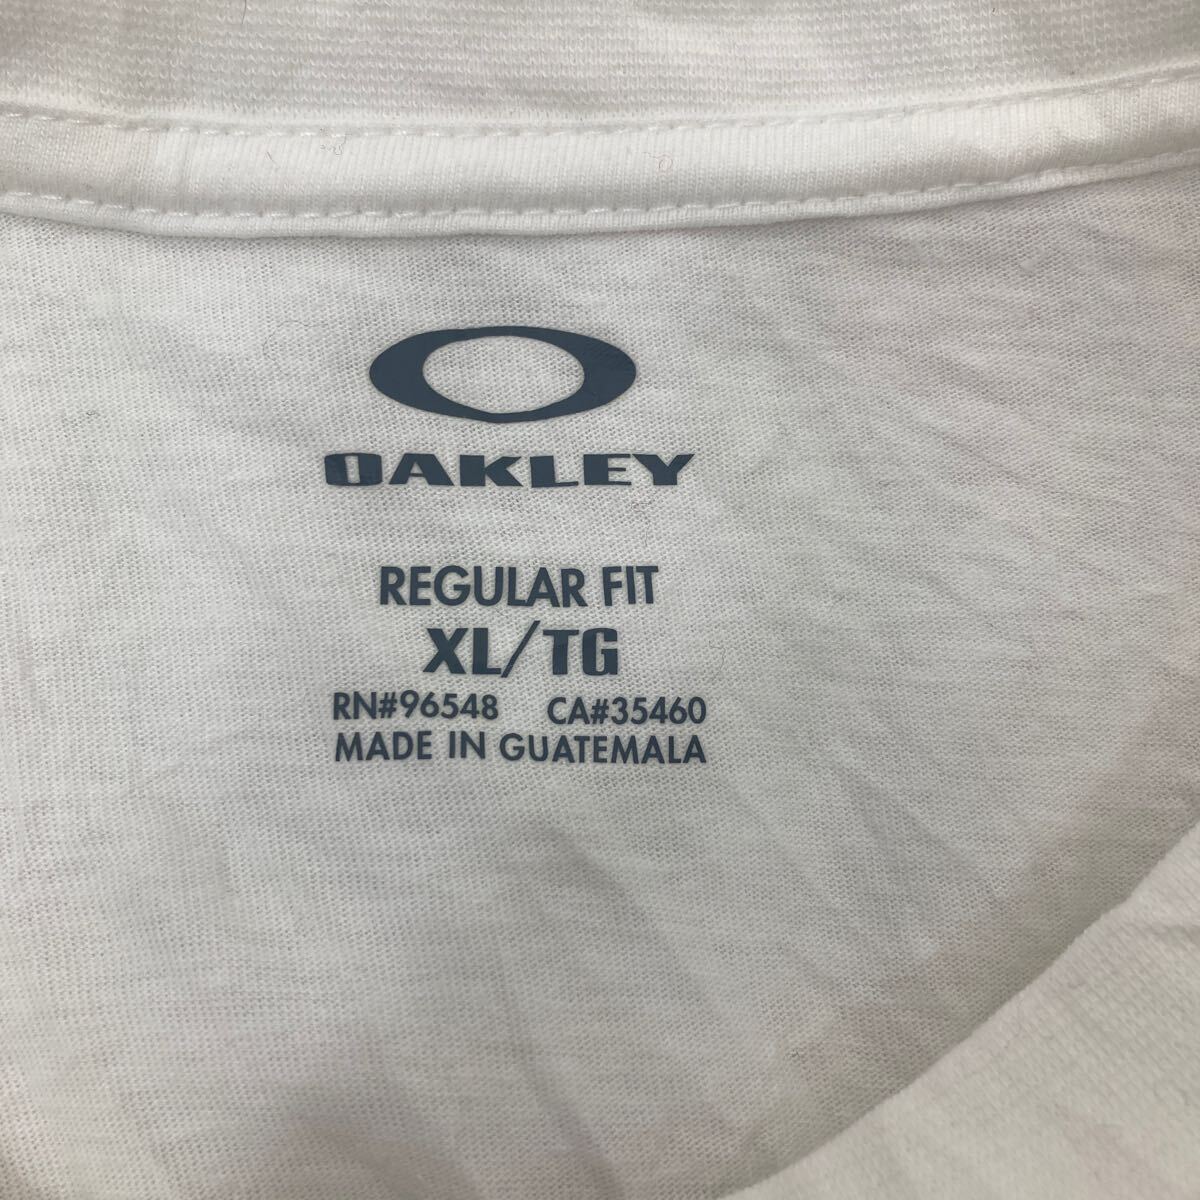 OAKLEY
REGULAR FIT
XL/TG
RN#96548 CA#35460
MADE IN GUATEMALA